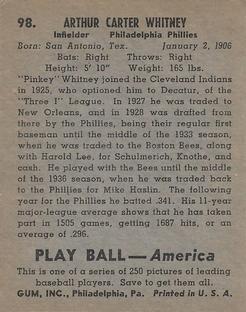 98. ARTHUR CARTER WHITNEY
Infielder Philadelphia Phillies
Born: San Antonio, Tex. January 2, 1906
Bats: Right Throws: Right
Height: 5' 10" Weight: 165 lbs.
"Pinkey" Whitney joined the Cleveland Indians
in 1925, who optioned him to Decatur, of the
"Three I" League. In 1927 he was traded to
New Orleans, and in 1928 was drafted from
there by the Phillies, being their regular first
baseman until the middle of the 1933 season,
when he was traded to the Boston Bees, along
with Harold Lee, for Schulmerich, Knothe, and
cash. He played with the Bees until the middle
of the 1936 season, when he was traded back
to the Phillies for Mike Haslin. The following
year for the Phillies he batted .341. His 11-year
major-league average shows that he has taken
part in 1505 games, getting 1687 hits, or an
average of .296.
PLAY BALL — America
This is one of a series of 250 pictures of leading
baseball players. Save to get them all.
GUM, INC., Philadelphia, Pa. Printed in U. S. A.